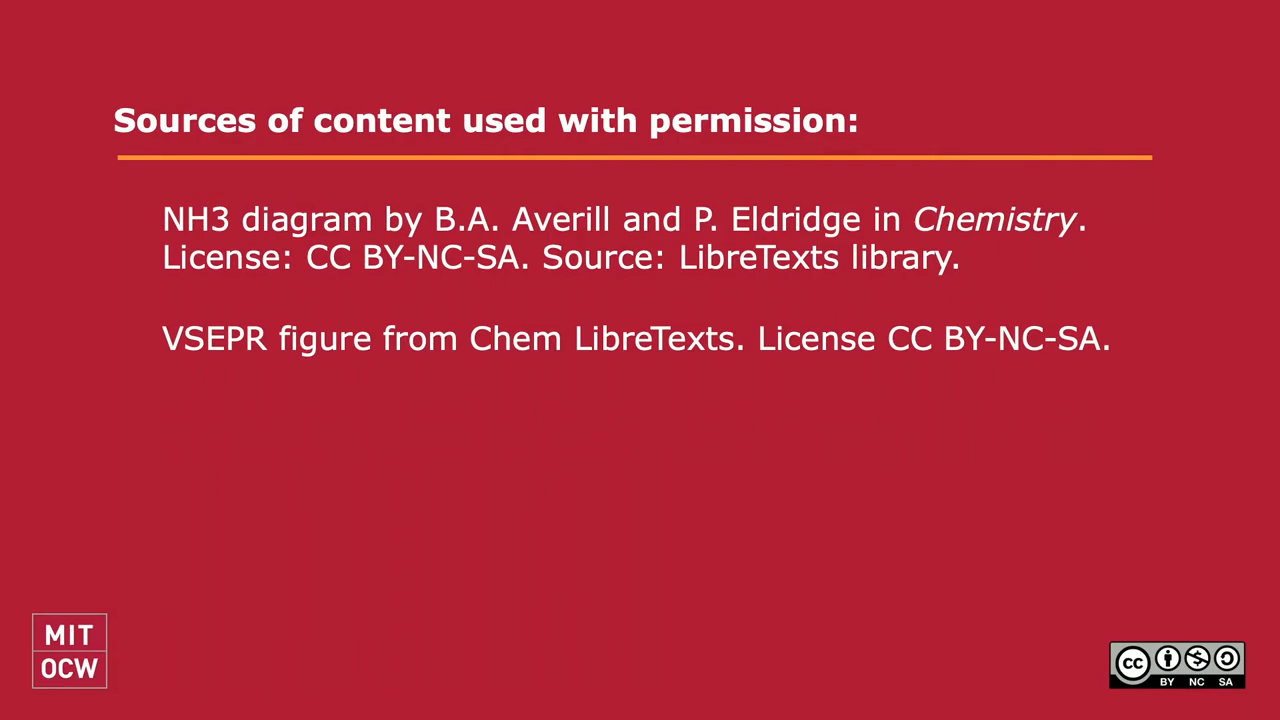 Sources of content used with permission:
NH3 diagram by B.A. Averill and P. Eldridge in Chemistry.
License: CC BY-NC-SA. Source: LibreTexts library.
VSEPR figure from Chem LibreTexts. License CC BY-NC-SA.
MIT
OCW
cc
BY NC SA